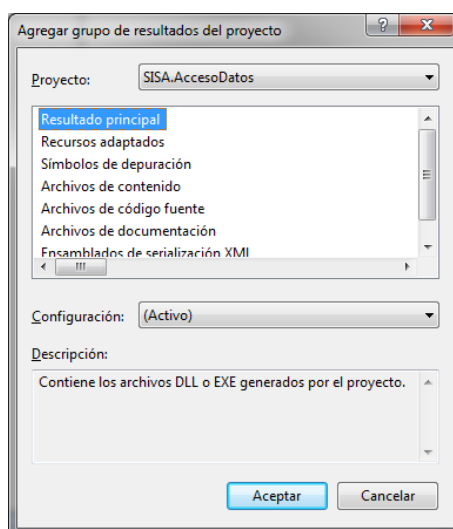 Agregar grupo de resultados del proyecto
Proyecto: SISA.AccesoDatos
Resultado principal
Recursos adaptados
Símbolos de depuración
Archivos de contenido
Archivos de código fuente
Archivos de documentación
Ensamblados de serialización XML
Configuración: (Activo)
Descripción:
Contiene los archivos DLL o EXE generados por el proyecto.
Aceptar Cancelar